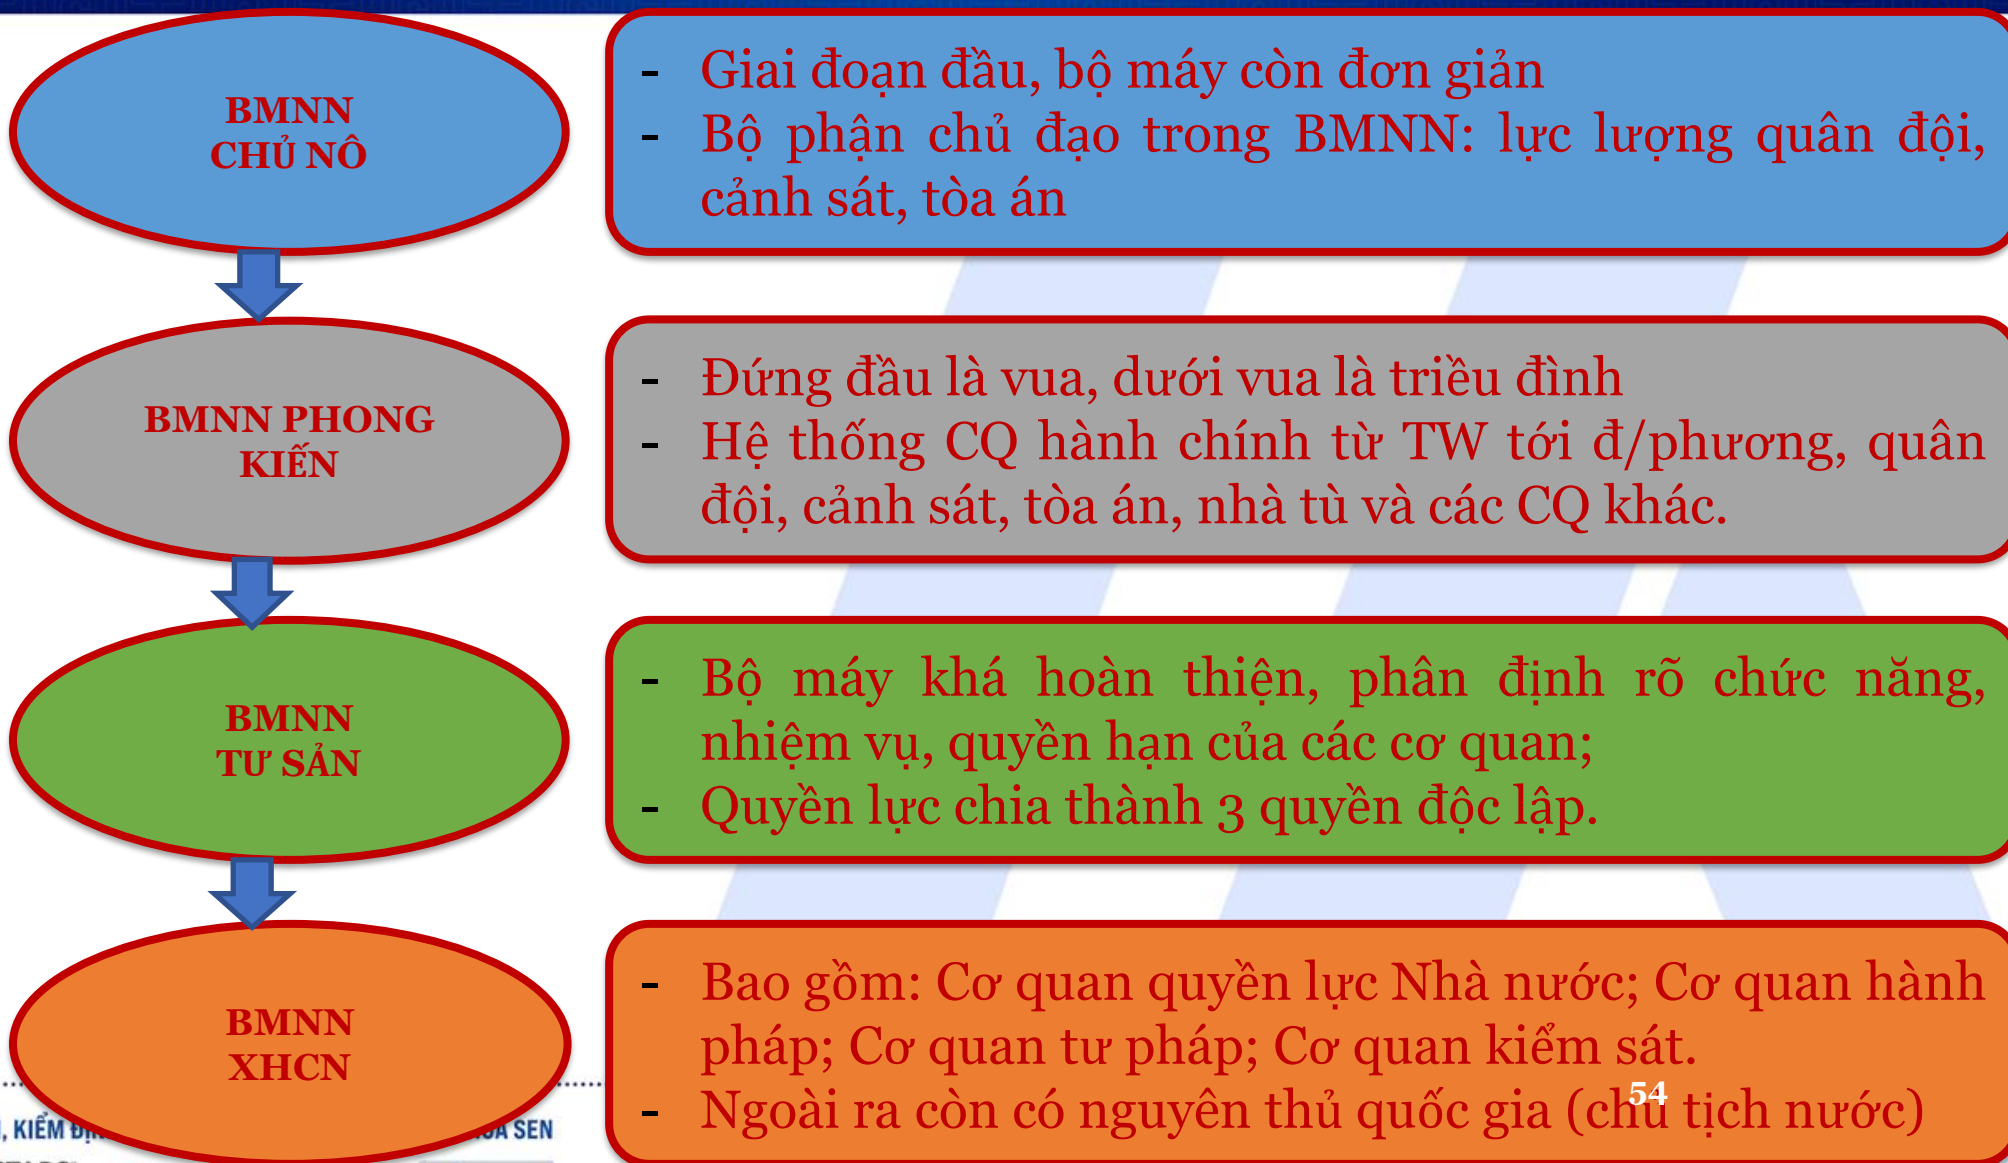 BMNN
CHỦ NÔ
- Giai đoạn đầu, bộ máy còn đơn giản
- Bộ phận chủ đạo trong BMNN: lực lượng quân đội,
cảnh sát, tòa án
BMNN PHONG
KIẾN
- Đứng đầu là vua, dưới vua là triều đình
- Hệ thống CQ hành chính từ TW tới đ/phương, quân
đội, cảnh sát, tòa án, nhà tù và các CQ khác.
BMNN
TƯ SẢN
- Bộ máy khá hoàn thiện, phân định rõ chức năng,
nhiệm vụ, quyền hạn của các cơ quan;
- Quyền lực chia thành 3 quyền độc lập.
BMNN
XHCN
- Bao gồm: Cơ quan quyền lực Nhà nước; Cơ quan hành
pháp; Cơ quan tư pháp; Cơ quan kiểm sát.
- Ngoài ra còn có nguyên thủ quốc gia (chủ tịch nước)
54
, KIỂM
SEN